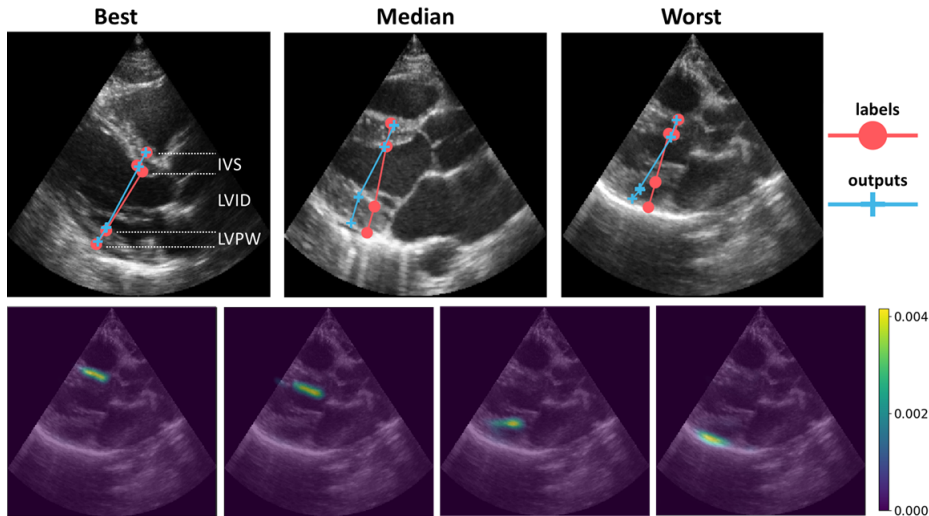 Best
Median
Worst
labels
outputs
IVS
LVID
LVPW
0.004
0.002
0.000